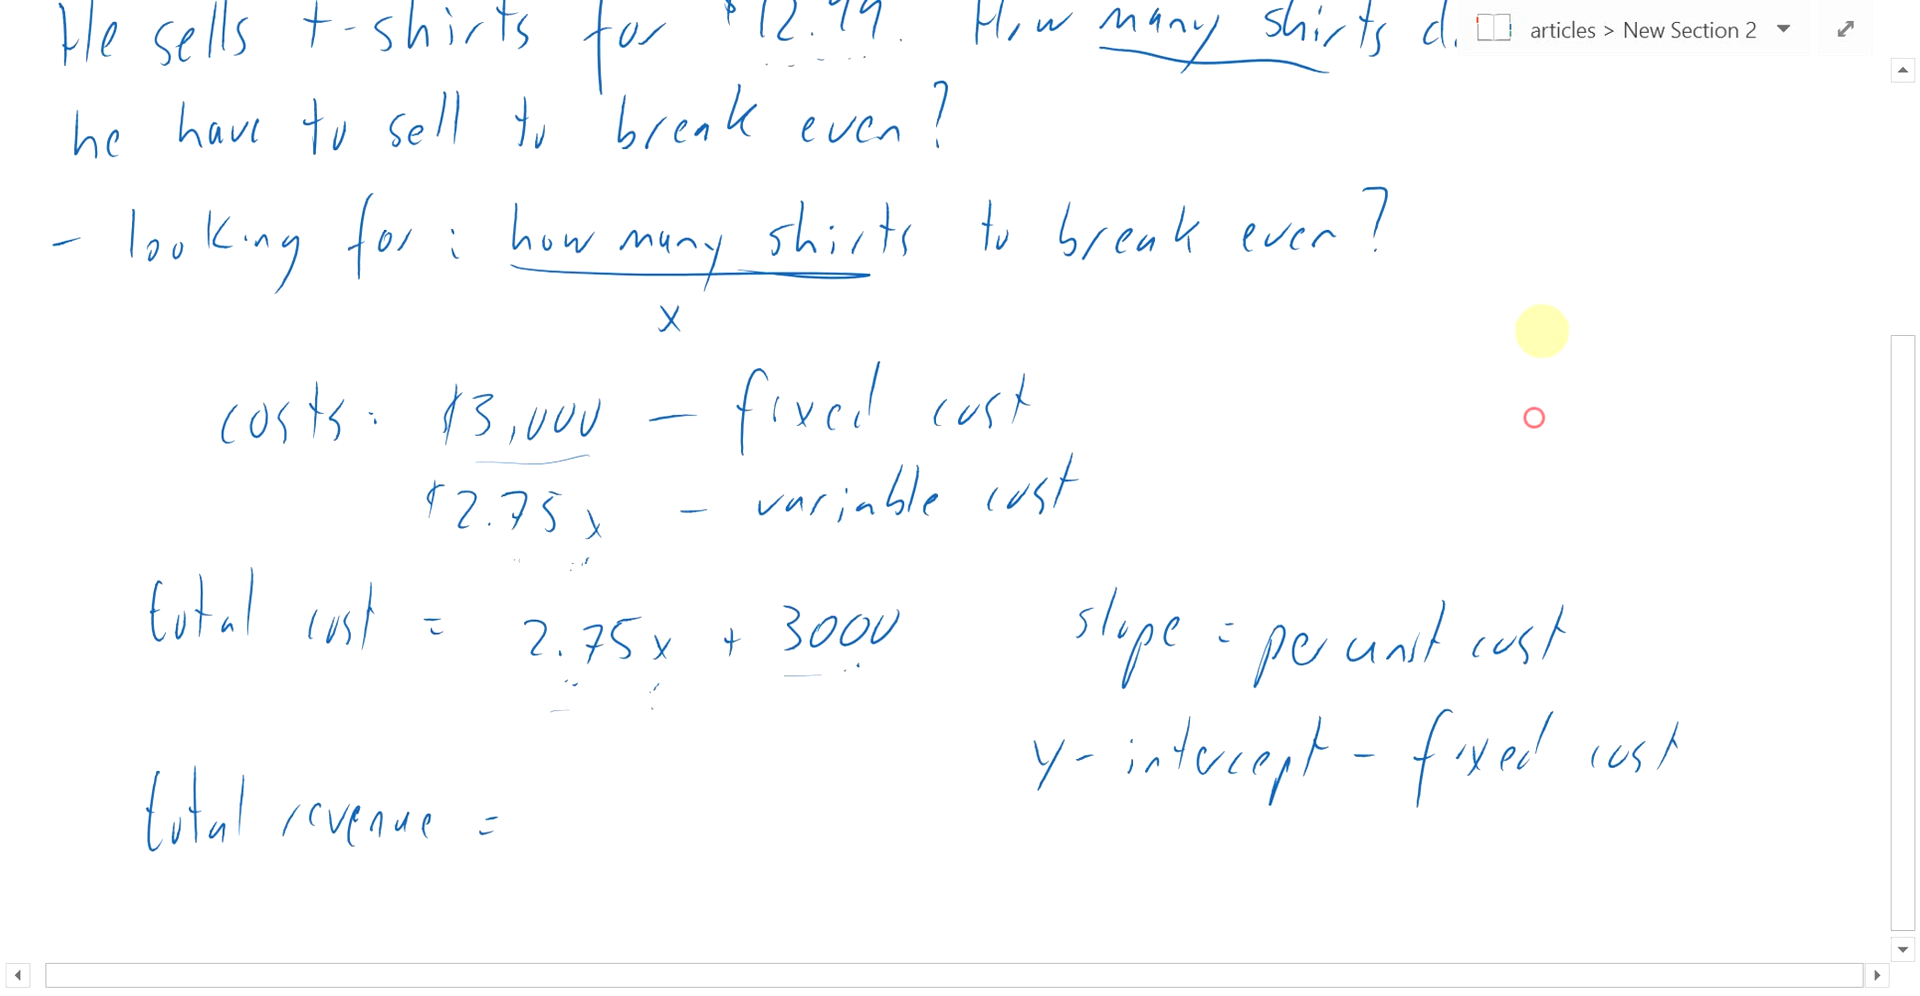 He sells t-shirts for $12.99. How many shirts d.
articles > New Section 2
he have to sell to break even?
- looking for: how many shirts to break even?
x
costs: $3,000 - fixed cost
$2.75x - variable cost
total cost = 2.75x + 3000
slope = per unit cost
y-intercept - fixed cost
total revenue =